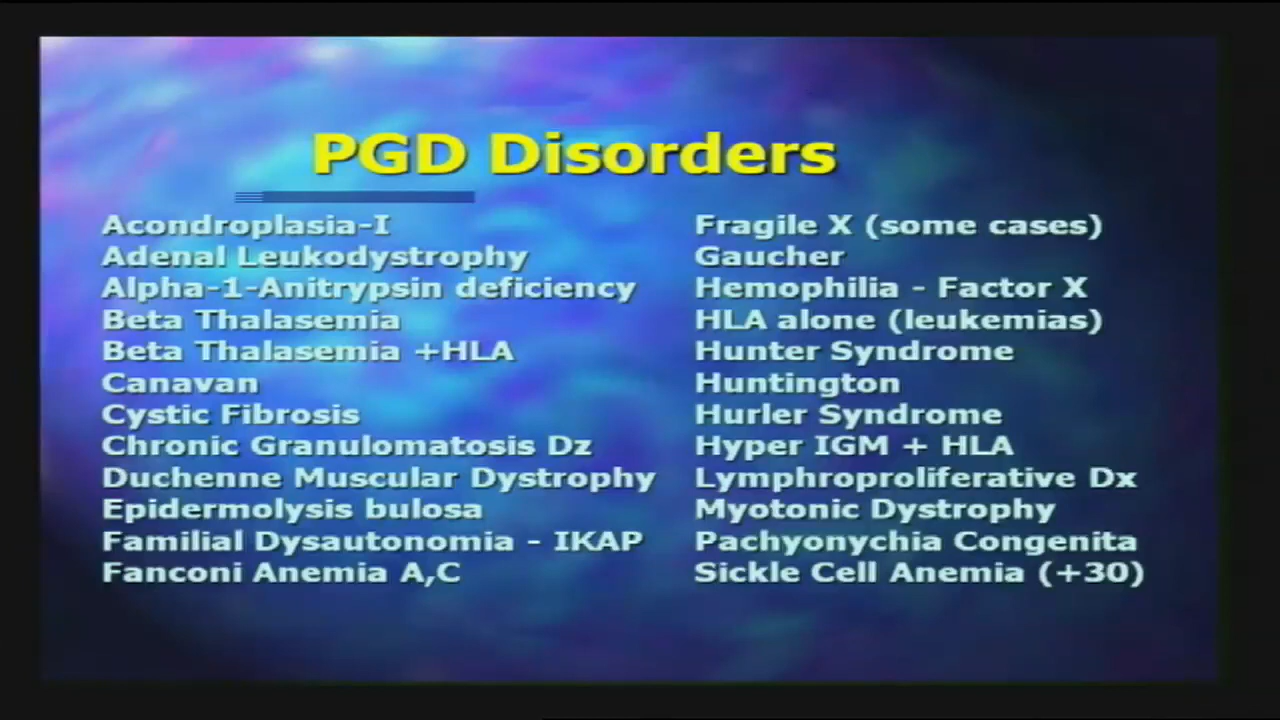 PGD Disorders
Acondroplasia-I
Adenal Leukodystrophy
Alpha-1-Anitrypsin deficiency
Beta Thalasemia
Beta Thalasemia +HLA
Canavan
Cystic Fibrosis
Chronic Granulomatosis Dz
Duchenne Muscular Dystrophy
Epidermolysis bulosa
Familial Dysautonomia - IKAP
Fanconi Anemia A,C
Fragile X (some cases)
Gaucher
Hemophilia - Factor X
HLA alone (leukemias)
Hunter Syndrome
Huntington
Hurler Syndrome
Hyper IGM + HLA
Lymphroproliferative Dx
Myotonic Dystrophy
Pachyonychia Congenita
Sickle Cell Anemia (+30)